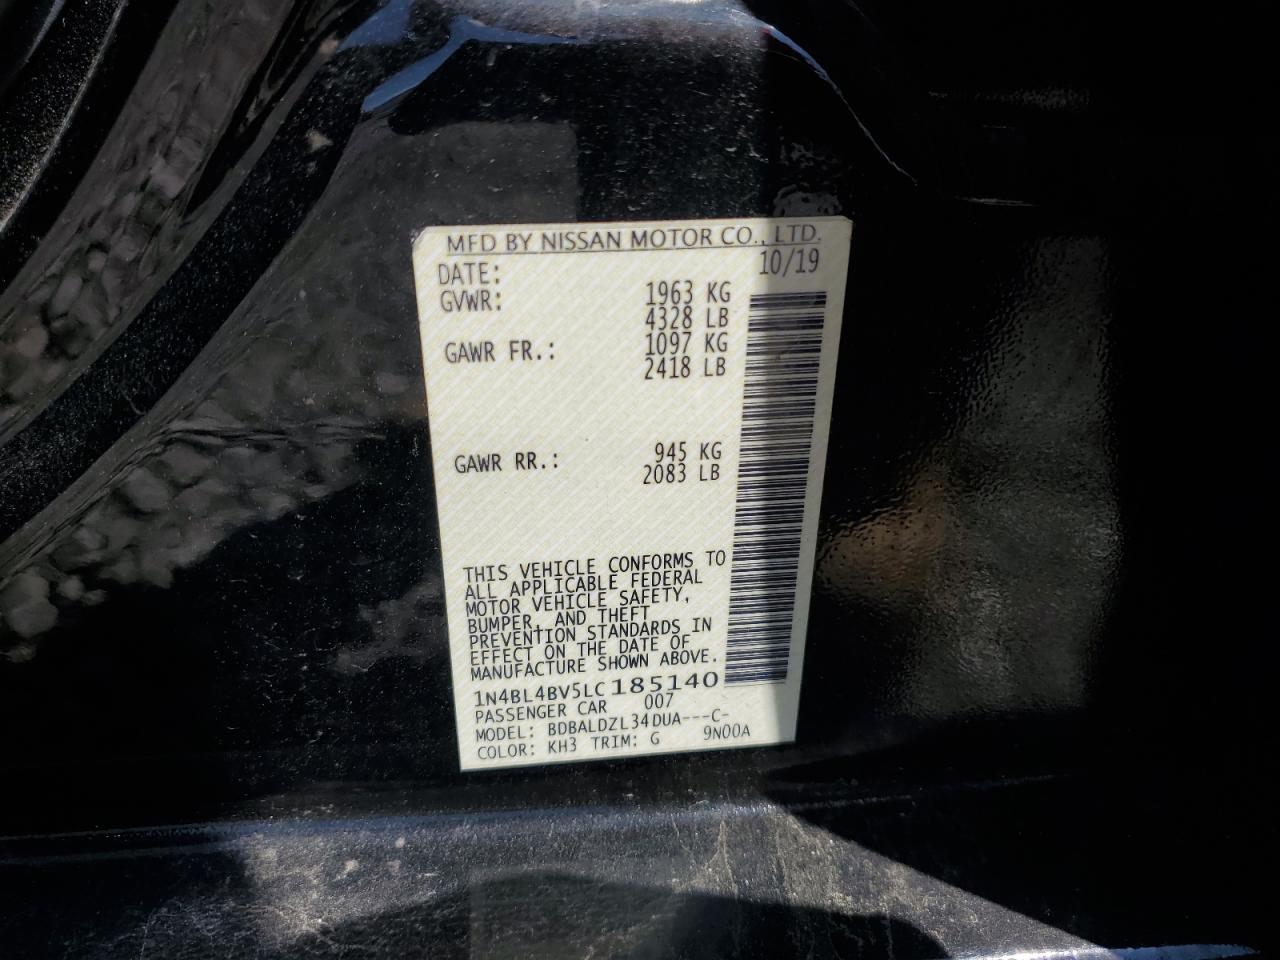 MFD BY NISSAN MOTOR CO., LTD.
DATE: 10/19
GVWR: 1963 KG
4328 LB
GAWR FR.: 1097 KG
2418 LB
GAWR RR.: 945 KG
2083 LB
THIS VEHICLE CONFORMS TO
ALL APPLICABLE FEDERAL
MOTOR VEHICLE SAFETY,
BUMPER, AND THEFT
PREVENTION STANDARDS IN
EFFECT ON THE DATE OF
MANUFACTURE SHOWN ABOVE.
1N4BL4BV5LC185140
PASSENGER CAR 007
MODEL: BDBALDZL34DUA---C-
COLOR: KH3 TRIM: G 9N00A